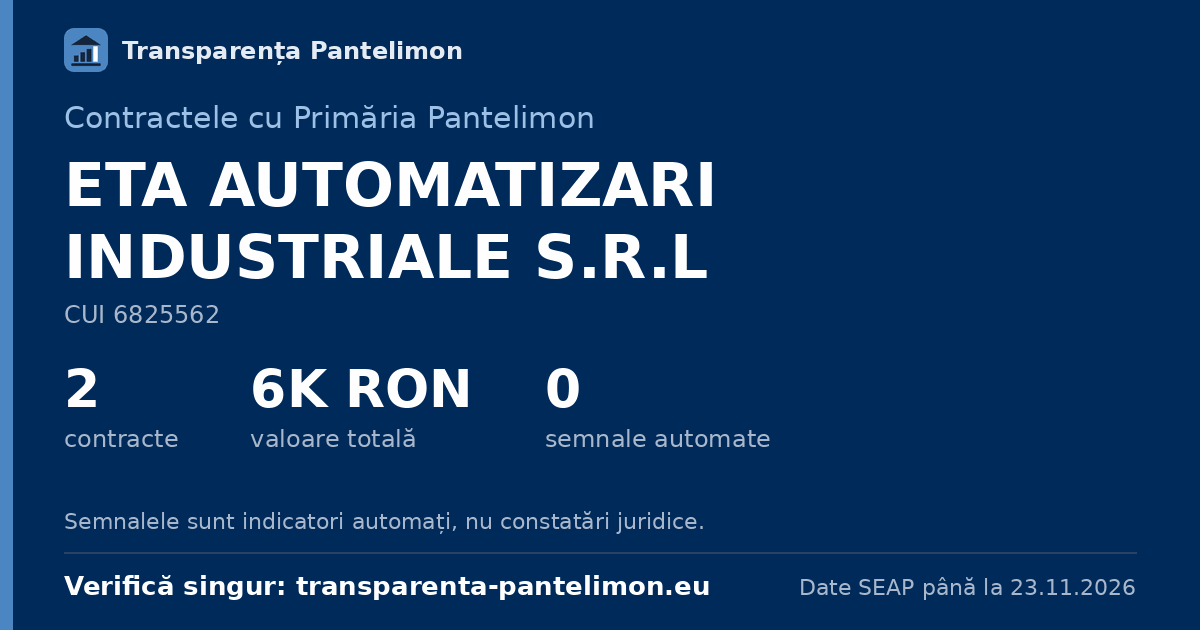 Transparența Pantelimon
Contractele cu Primăria Pantelimon
ETA AUTOMATIZARI
INDUSTRIALE S.R.L
CUI 6825562
2 6K RON 0
contracte valoare totală semnale automate
Semnalele sunt indicatori automați, nu constatări juridice.
Verifică singur: transparenta-pantelimon.eu Date SEAP până la 23.11.2026